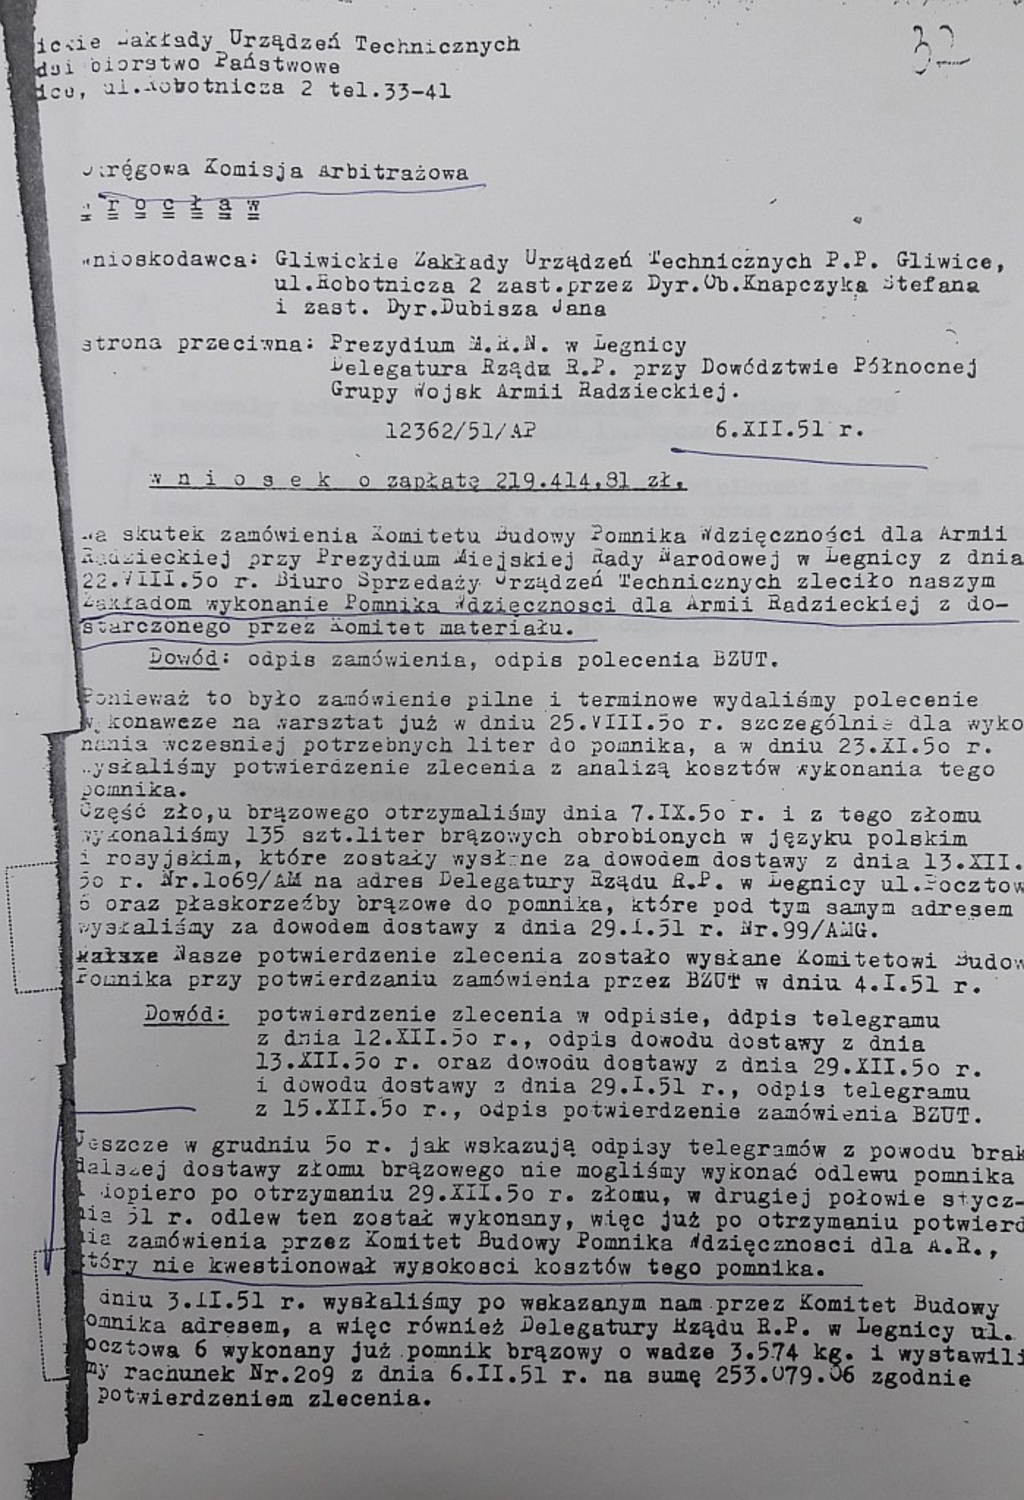 32
ickie Zakłady Urządzeń Technicznych
biorstwo Państwowe
ul.Robotnicza 2 tel.33-41
Okręgowa Komisja Arbitrażowa
W r o c ł a w
Wnioskodawca: Gliwickie Zakłady Urządzeń Technicznych P.P. Gliwice,
ul.Robotnicza 2 zast.przez Dyr.Ob.Knapczyka Stefana
i zast. Dyr.Dubisza Jana
strona przeciwna: Prezydium M.R.N. w Legnicy
Delegatura Rządu R.P. przy Dowództwie Północnej
Grupy Wojsk Armii Radzieckiej.
12362/51/AP 6.XII.51 r.
w n i o s e k o zapłatę 219.414,81 zł.
Na skutek zamówienia Komitetu Budowy Pomnika Wdzięczności dla Armii
Radzieckiej przy Prezydium Miejskiej Rady Narodowej w Legnicy z dnia
22.VIII.5o r. Biuro Sprzedaży Urządzeń Technicznych zleciło naszym
Zakładom wykonanie Pomnika Wdzięcznosci dla Armii Radzieckiej z do-
starczonego przez Komitet materiału.
Dowód: odpis zamówienia, odpis polecenia BZUT.
Ponieważ to było zamówienie pilne i terminowe wydaliśmy polecenie
wykonawcze na warsztat już w dniu 25.VIII.5o r. szczególnie dla wyko
nania wczesniej potrzebnych liter do pomnika, a w dniu 23.XI.5o r.
wysłaliśmy potwierdzenie zlecenia z analizą kosztów wykonania tego
pomnika.
Część zło,u brązowego otrzymaliśmy dnia 7.IX.5o r. i z tego złomu
wykonaliśmy 135 szt.liter brązowych obrobionych w języku polskim
i rosyjskim, które zostały wysłane za dowodem dostawy z dnia 13.XII.
5o r. Nr.1o69/AM na adres Delegatury Rządu R.P. w Legnicy ul.Pocztow
6 oraz płaskorzeźby brązowe do pomnika, które pod tym samym adresem
wysłaliśmy za dowodem dostawy z dnia 29.I.51 r. Nr.99/AMG.
Nasze potwierdzenie zlecenia zostało wysłane Komitetowi Budow
Pomnika przy potwierdzaniu zamówienia przez BZUT w dniu 4.I.51 r.
Dowód: potwierdzenie zlecenia w odpisie, ddpis telegramu
z dnia 12.XII.5o r., odpis dowodu dostawy z dnia
13.XII.5o r. oraz dowodu dostawy z dnia 29.XII.5o r.
i dowodu dostawy z dnia 29.I.51 r., odpis telegramu
z 15.XII.5o r., odpis potwierdzenie zamówienia BZUT.
Jeszcze w grudniu 5o r. jak wskazują odpisy telegramów z powodu brak
dalszej dostawy złomu brązowego nie mogliśmy wykonać odlewu pomnika
i dopiero po otrzymaniu 29.XII.5o r. złomu, w drugiej połowie stycz-
nia 51 r. odlew ten został wykonany, więc już po otrzymaniu potwierd
nia zamówienia przez Komitet Budowy Pomnika Wdzięcznosci dla A.R.,
który nie kwestionował wysokosci kosztów tego pomnika.
dniu 3.II.51 r. wysłaliśmy po wskazanym nam przez Komitet Budowy
omnika adresem, a więc również Delegatury Rządu R.P. w Legnicy ul.
ocztowa 6 wykonany już pomnik brązowy o wadze 3.574 kg. i wystawili
my rachunek Nr.2o9 z dnia 6.II.51 r. na sumę 253.079.06 zgodnie
potwierdzeniem zlecenia.